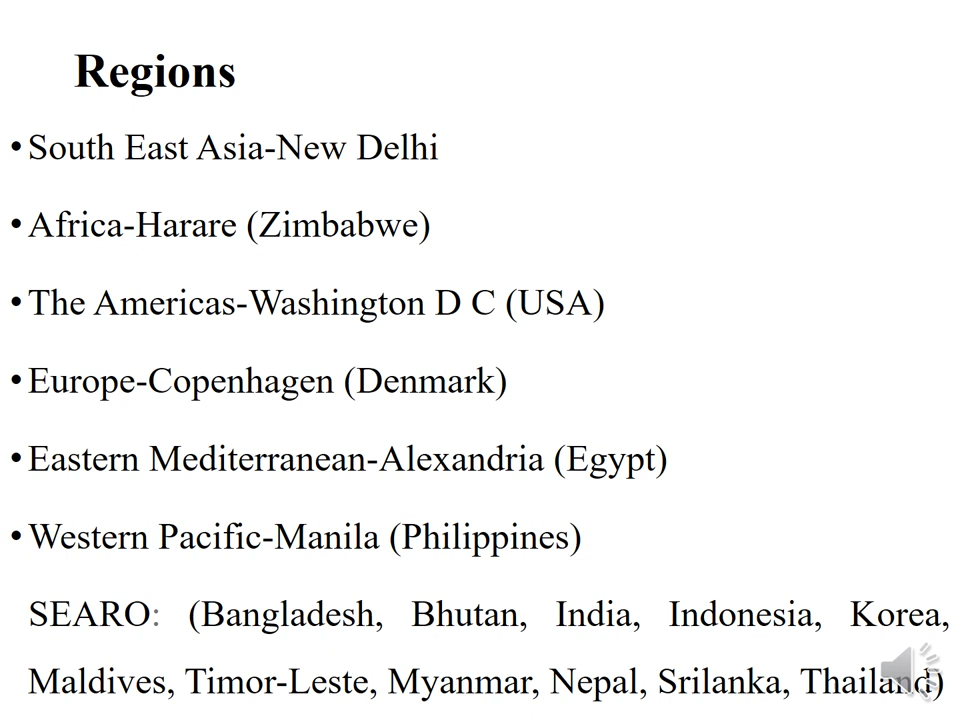 Regions
• South East Asia-New Delhi
• Africa-Harare (Zimbabwe)
• The Americas-Washington D C (USA)
• Europe-Copenhagen (Denmark)
• Eastern Mediterranean-Alexandria (Egypt)
• Western Pacific-Manila (Philippines)
SEARO: (Bangladesh, Bhutan, India, Indonesia, Korea,
Maldives, Timor-Leste, Myanmar, Nepal, Srilanka, Thailand)